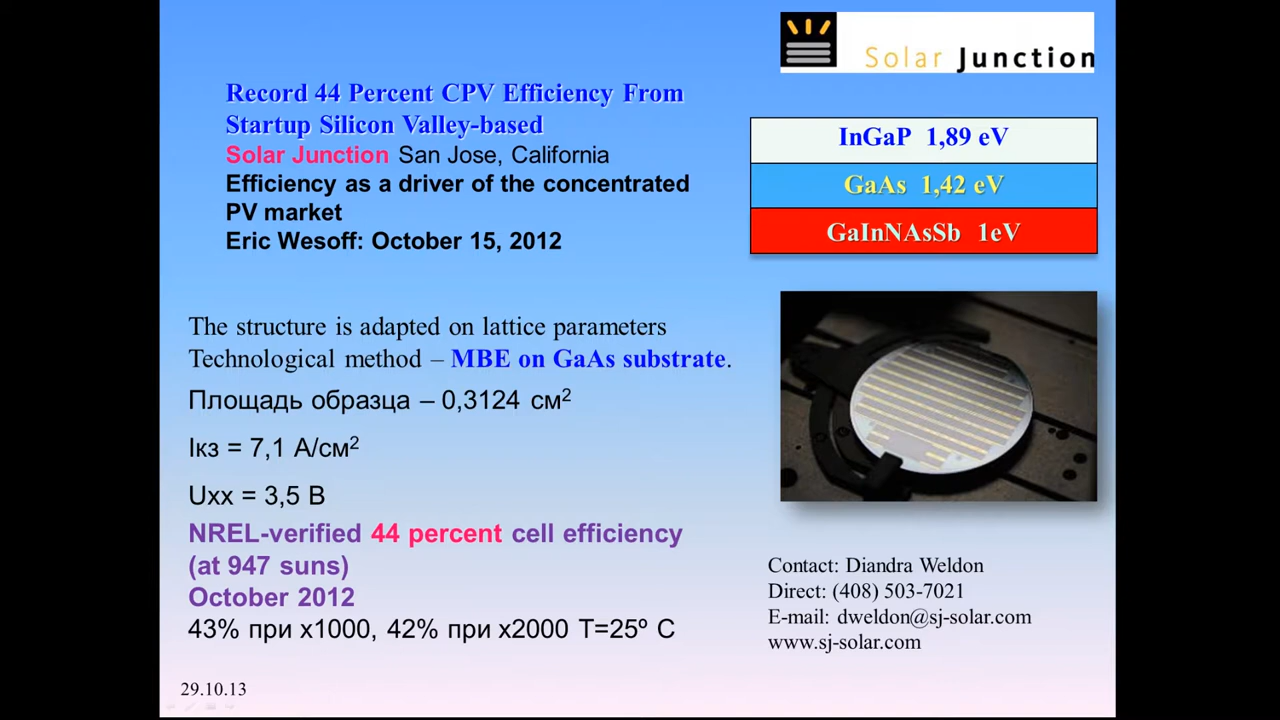 Solar Junction
Record 44 Percent CPV Efficiency From
Startup Silicon Valley-based
Solar Junction San Jose, California
Efficiency as a driver of the concentrated
PV market
Eric Wesoff: October 15, 2012
InGaP 1,89 eV
GaAs 1,42 eV
GaInNAsSb 1eV
The structure is adapted on lattice parameters
Technological method – MBE on GaAs substrate.
Площадь образца – 0,3124 см²
Iкз = 7,1 А/см²
Uхх = 3,5 В
NREL-verified 44 percent cell efficiency
(at 947 suns)
October 2012
43% при х1000, 42% при х2000 T=25º C
Contact: Diandra Weldon
Direct: (408) 503-7021
E-mail: dweldon@sj-solar.com
www.sj-solar.com
29.10.13